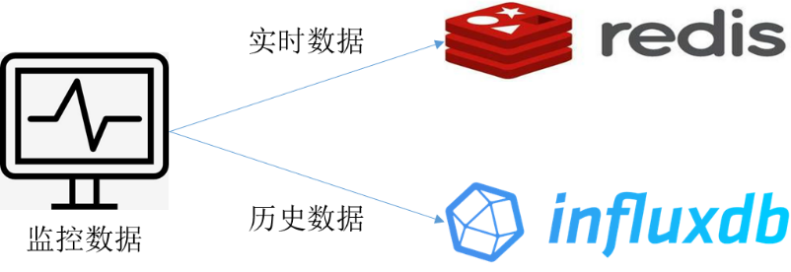 实时数据
redis
监控数据
历史数据
influxdb